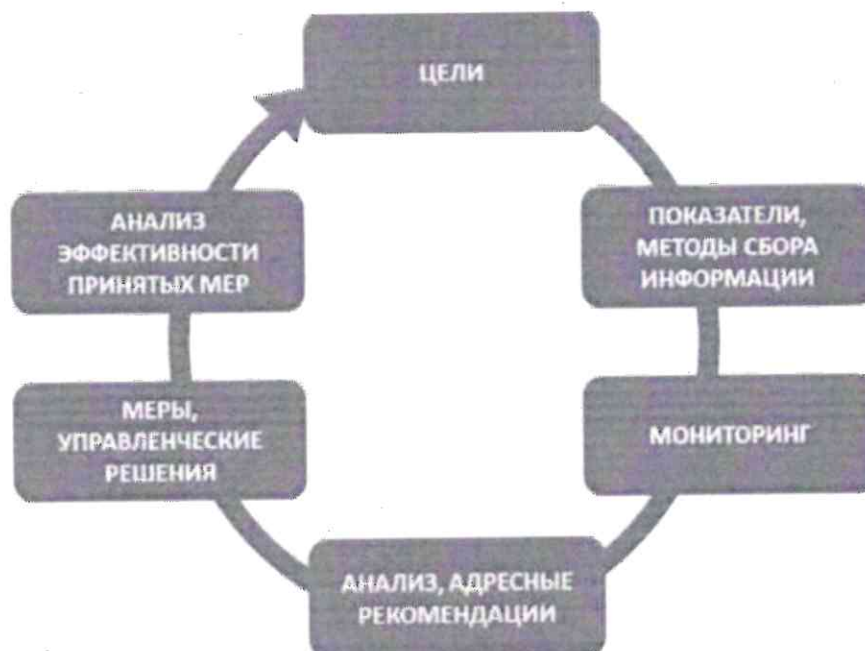 ЦЕЛИ
ПОКАЗАТЕЛИ,
МЕТОДЫ СБОРА
ИНФОРМАЦИИ
МОНИТОРИНГ
АНАЛИЗ, АДРЕСНЫЕ
РЕКОМЕНДАЦИИ
МЕРЫ,
УПРАВЛЕНЧЕСКИЕ
РЕШЕНИЯ
АНАЛИЗ
ЭФФЕКТИВНОСТИ
ПРИНЯТЫХ МЕР